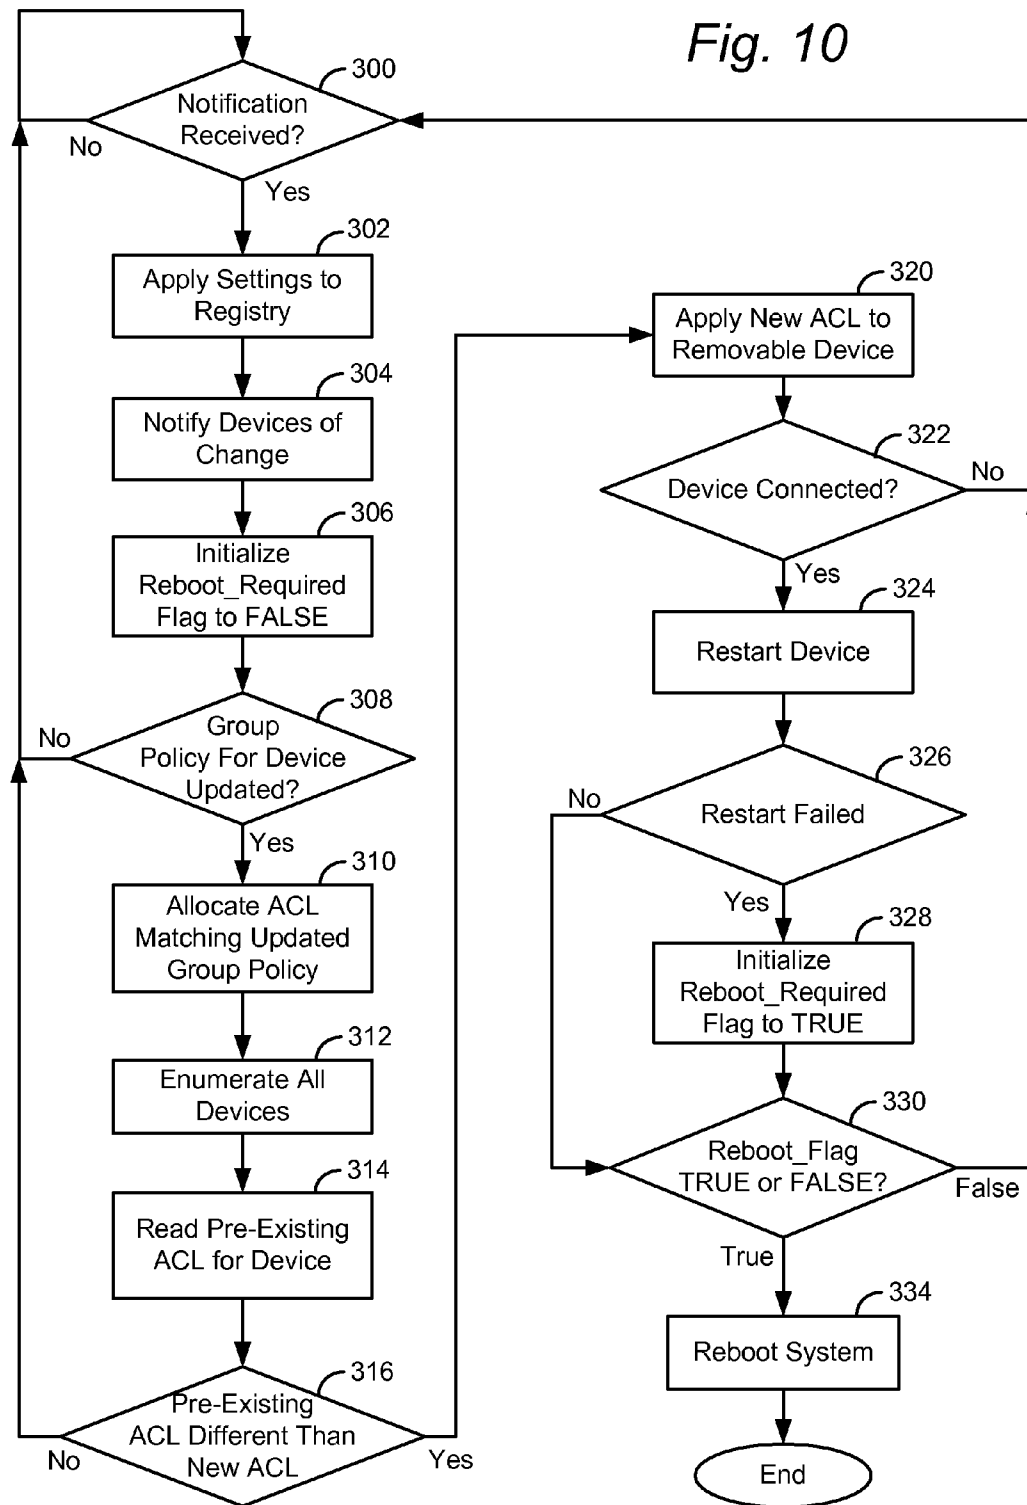 Fig. 10
300
Notification
Received?
No
Yes
302
Apply Settings to
Registry
304
Notify Devices of
Change
306
Initialize
Reboot_Required
Flag to FALSE
308
Group
Policy For Device
Updated?
No
Yes
310
Allocate ACL
Matching Updated
Group Policy
312
Enumerate All
Devices
314
Read Pre-Existing
ACL for Device
316
Pre-Existing
ACL Different Than
New ACL
No
Yes
320
Apply New ACL to
Removable Device
322
Device Connected?
No
Yes
324
Restart Device
326
Restart Failed
No
Yes
328
Initialize
Reboot_Required
Flag to TRUE
330
Reboot_Flag
TRUE or FALSE?
False
True
334
Reboot System
End